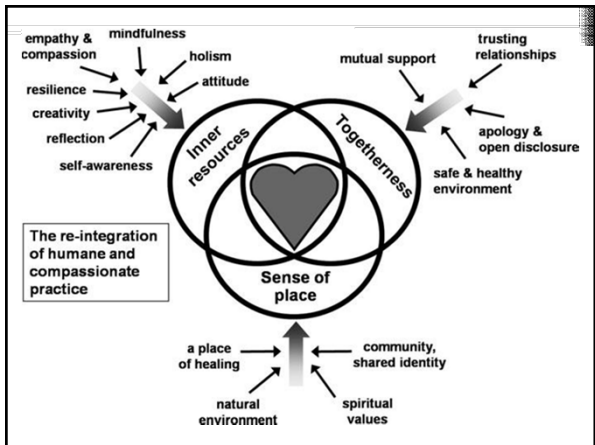 mindfulness
empathy &
compassion
holism
attitude
resilience
creativity
reflection
self-awareness
Inner
resources
mutual support
trusting
relationships
apology &
open disclosure
safe & healthy
environment
Togetherness
The re-integration
of humane and
compassionate
practice
Sense of
place
a place
of healing
community,
shared identity
natural
environment
spiritual
values